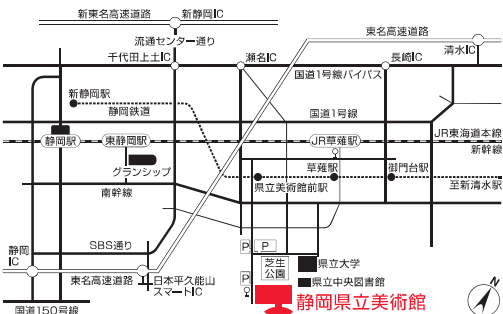 新東名高速道路
新静岡IC
東名高速道路
流通センター通り
清水IC
千代田上土IC
瀬名IC
長崎IC
国道1号線バイパス
新静岡駅
静岡鉄道
国道1号線
JR東海道本線
静岡駅
東静岡駅
JR草薙駅
新幹線
グランシップ
草薙駅
御門台駅
県立美術館前駅
至新清水駅
南幹線
静岡
IC
SBS通り
P
P
芝生
公園
県立大学
県立中央図書館
P
東名高速道路
日本平久能山
スマートIC
静岡県立美術館
国道150号線
N